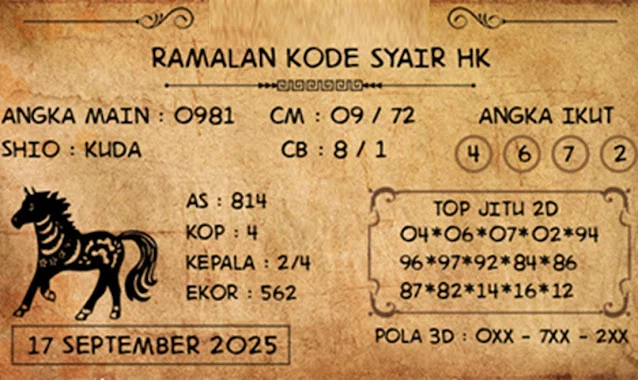 RAMALAN KODE SYAIR HK
ANGKA MAIN : 0981
CM : 09 / 72
ANGKA IKUT
SHIO : KUDA
CB : 8 / 1
4 6 7 2
AS : 814
KOP : 4
KEPALA : 2/4
EKOR : 562
TOP JITU 2D
04*06*07*02*94
96*97*92*84*86
87*82*14*16*12
17 SEPTEMBER 2025
POLA 3D : 0XX - 7XX - 2XX